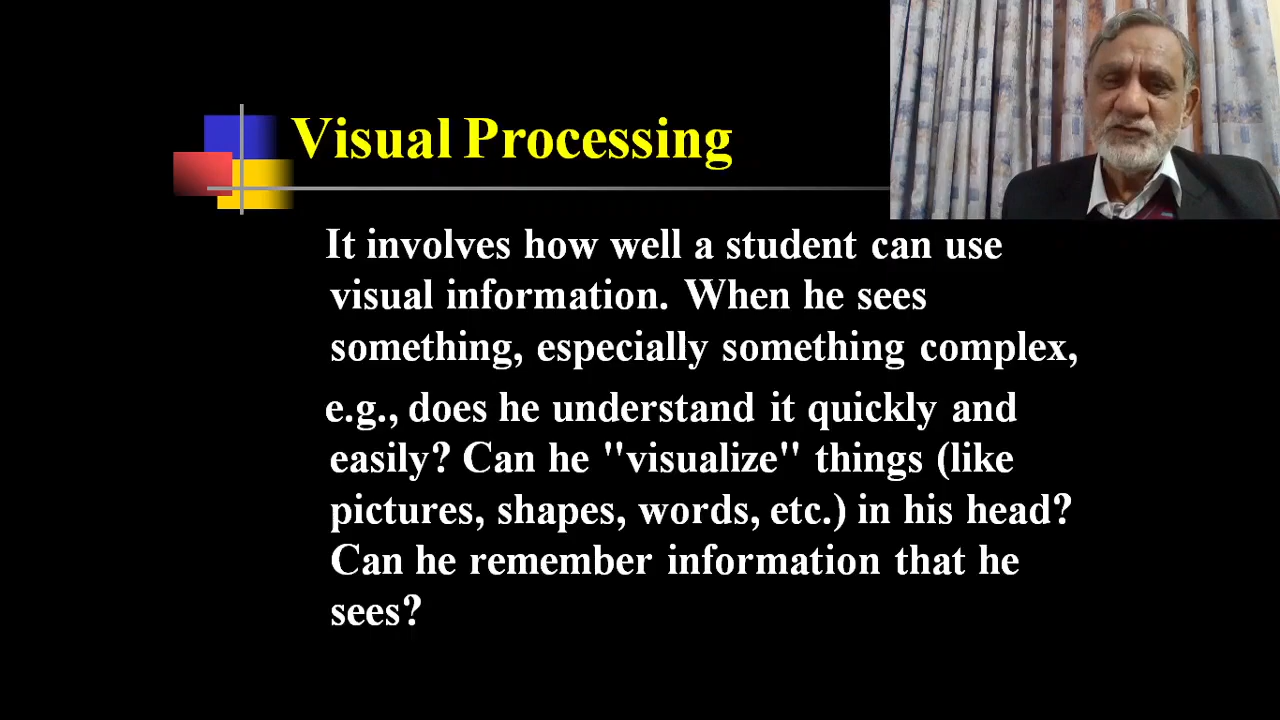 Visual Processing
It involves how well a student can use
visual information. When he sees
something, especially something complex,
e.g., does he understand it quickly and
easily? Can he "visualize" things (like
pictures, shapes, words, etc.) in his head?
Can he remember information that he
sees?